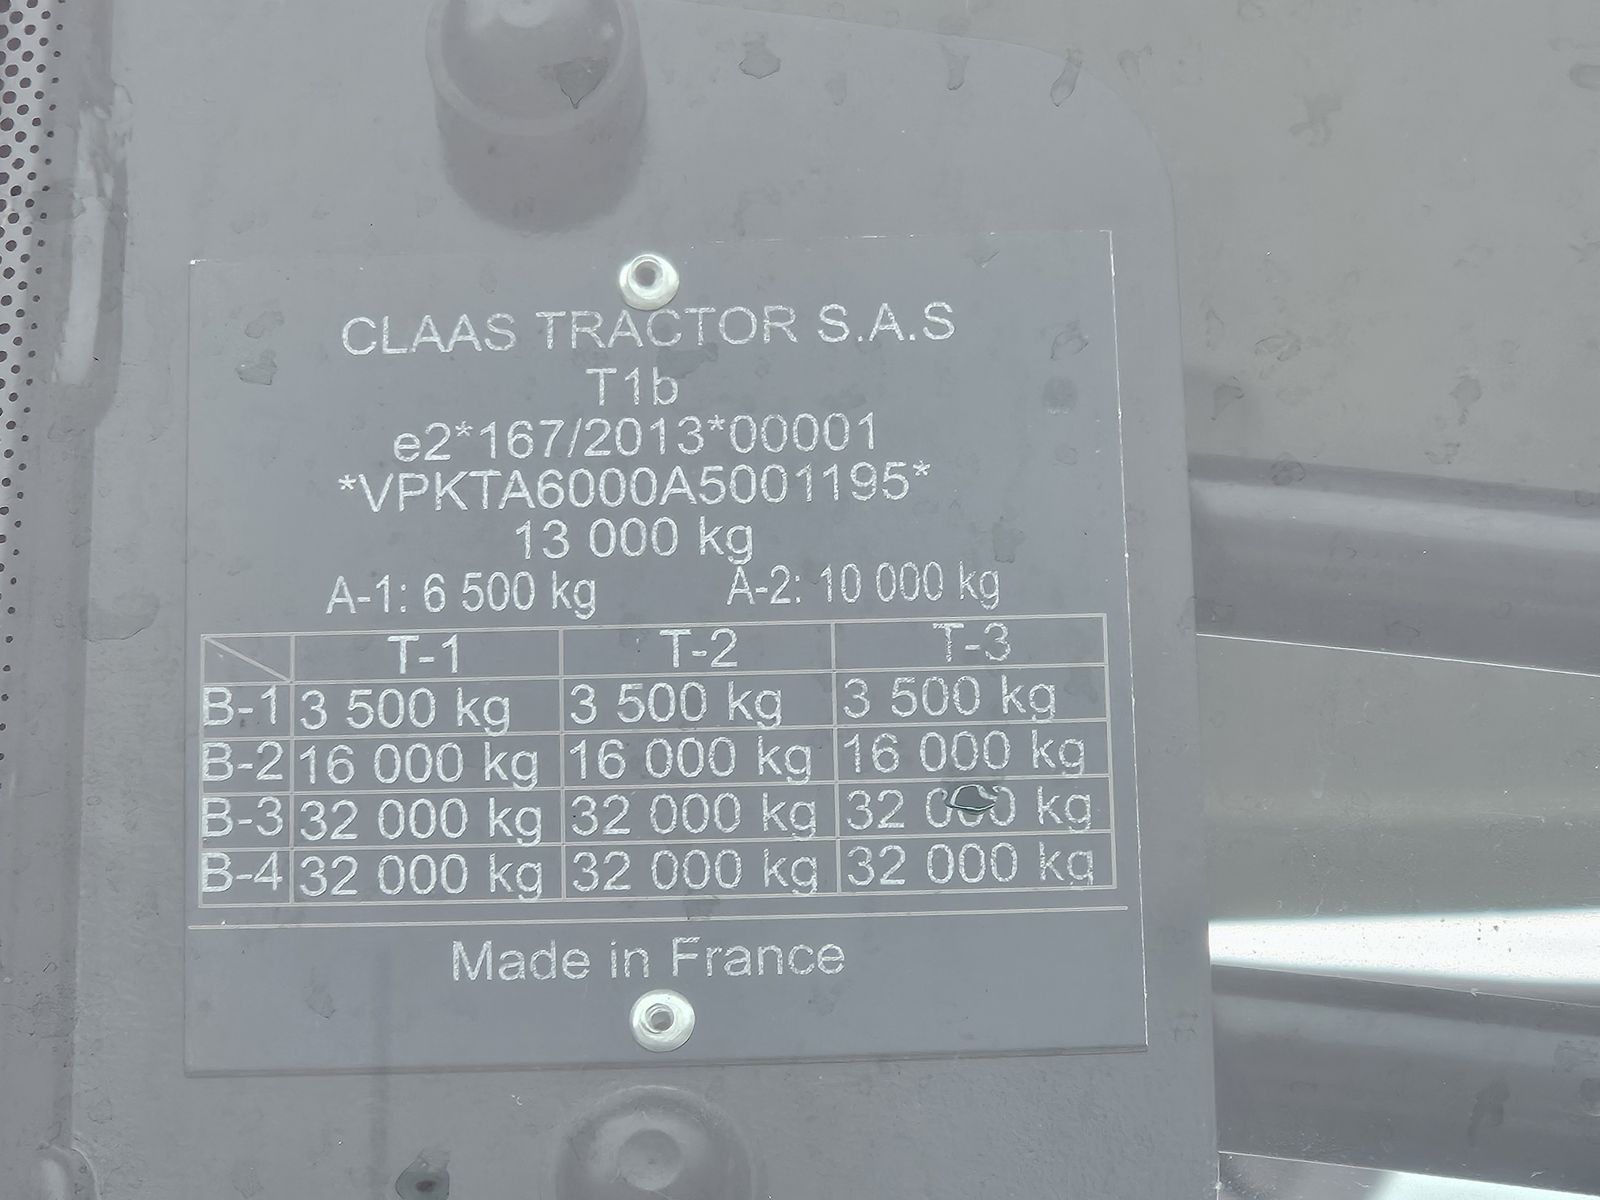 CLAAS TRACTOR S.A.S
T1b
e2*167/2013*00001
*VPKTA6000A5001195*
13 000 kg
A-1: 6 500 kg A-2: 10 000 kg
T-1 T-2 T-3
B-1 3 500 kg 3 500 kg 3 500 kg
B-2 16 000 kg 16 000 kg 16 000 kg
B-3 32 000 kg 32 000 kg 32 000 kg
B-4 32 000 kg 32 000 kg 32 000 kg
Made in France